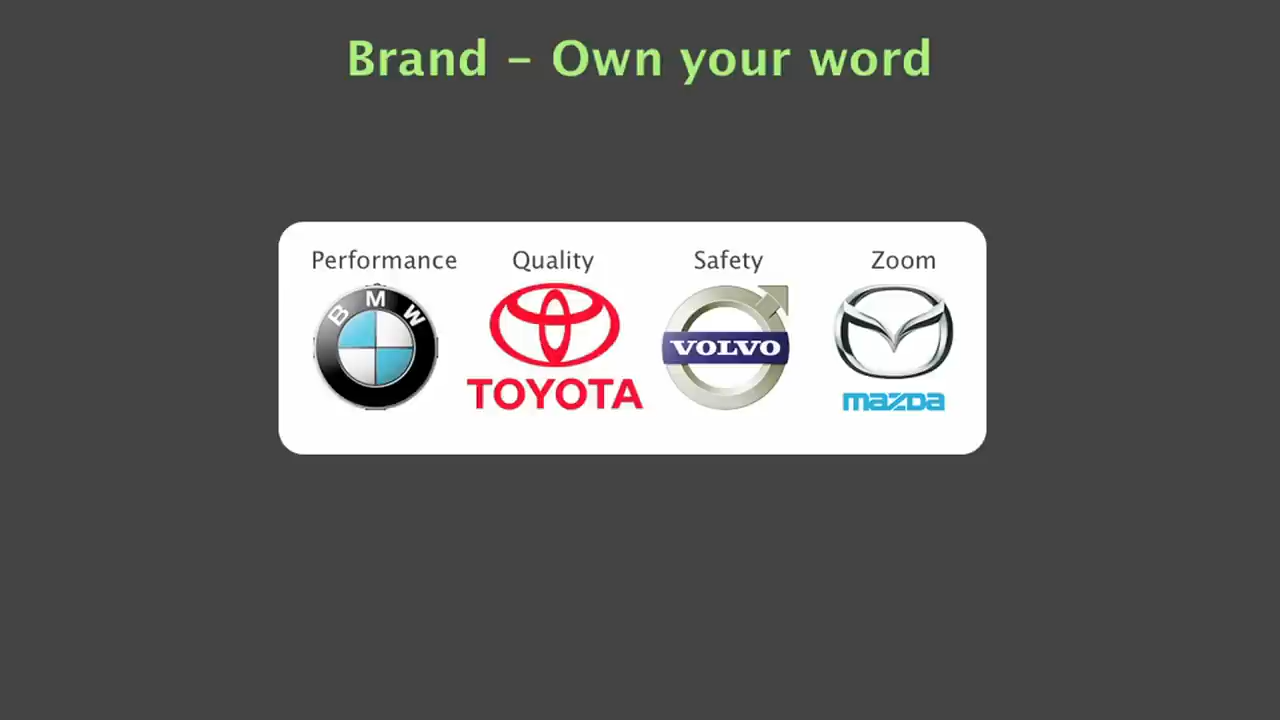 Brand – Own your word
Performance Quality Safety Zoom
BMW
VOLVO
TOYOTA
mazda